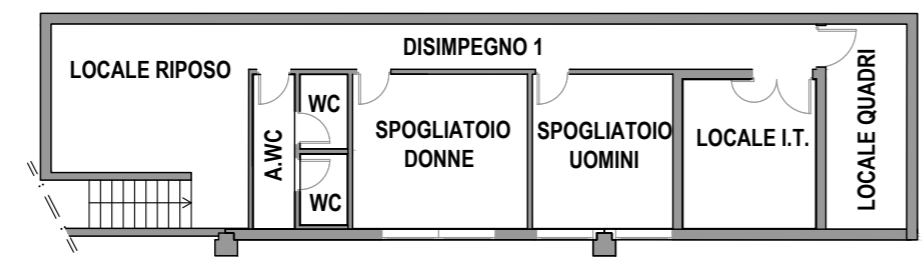 DISIMPEGNO 1
LOCALE RIPOSO
A.WC
WC
WC
SPOGLIATOIO
DONNE
SPOGLIATOIO
UOMINI
LOCALE I.T.
LOCALE QUADRI